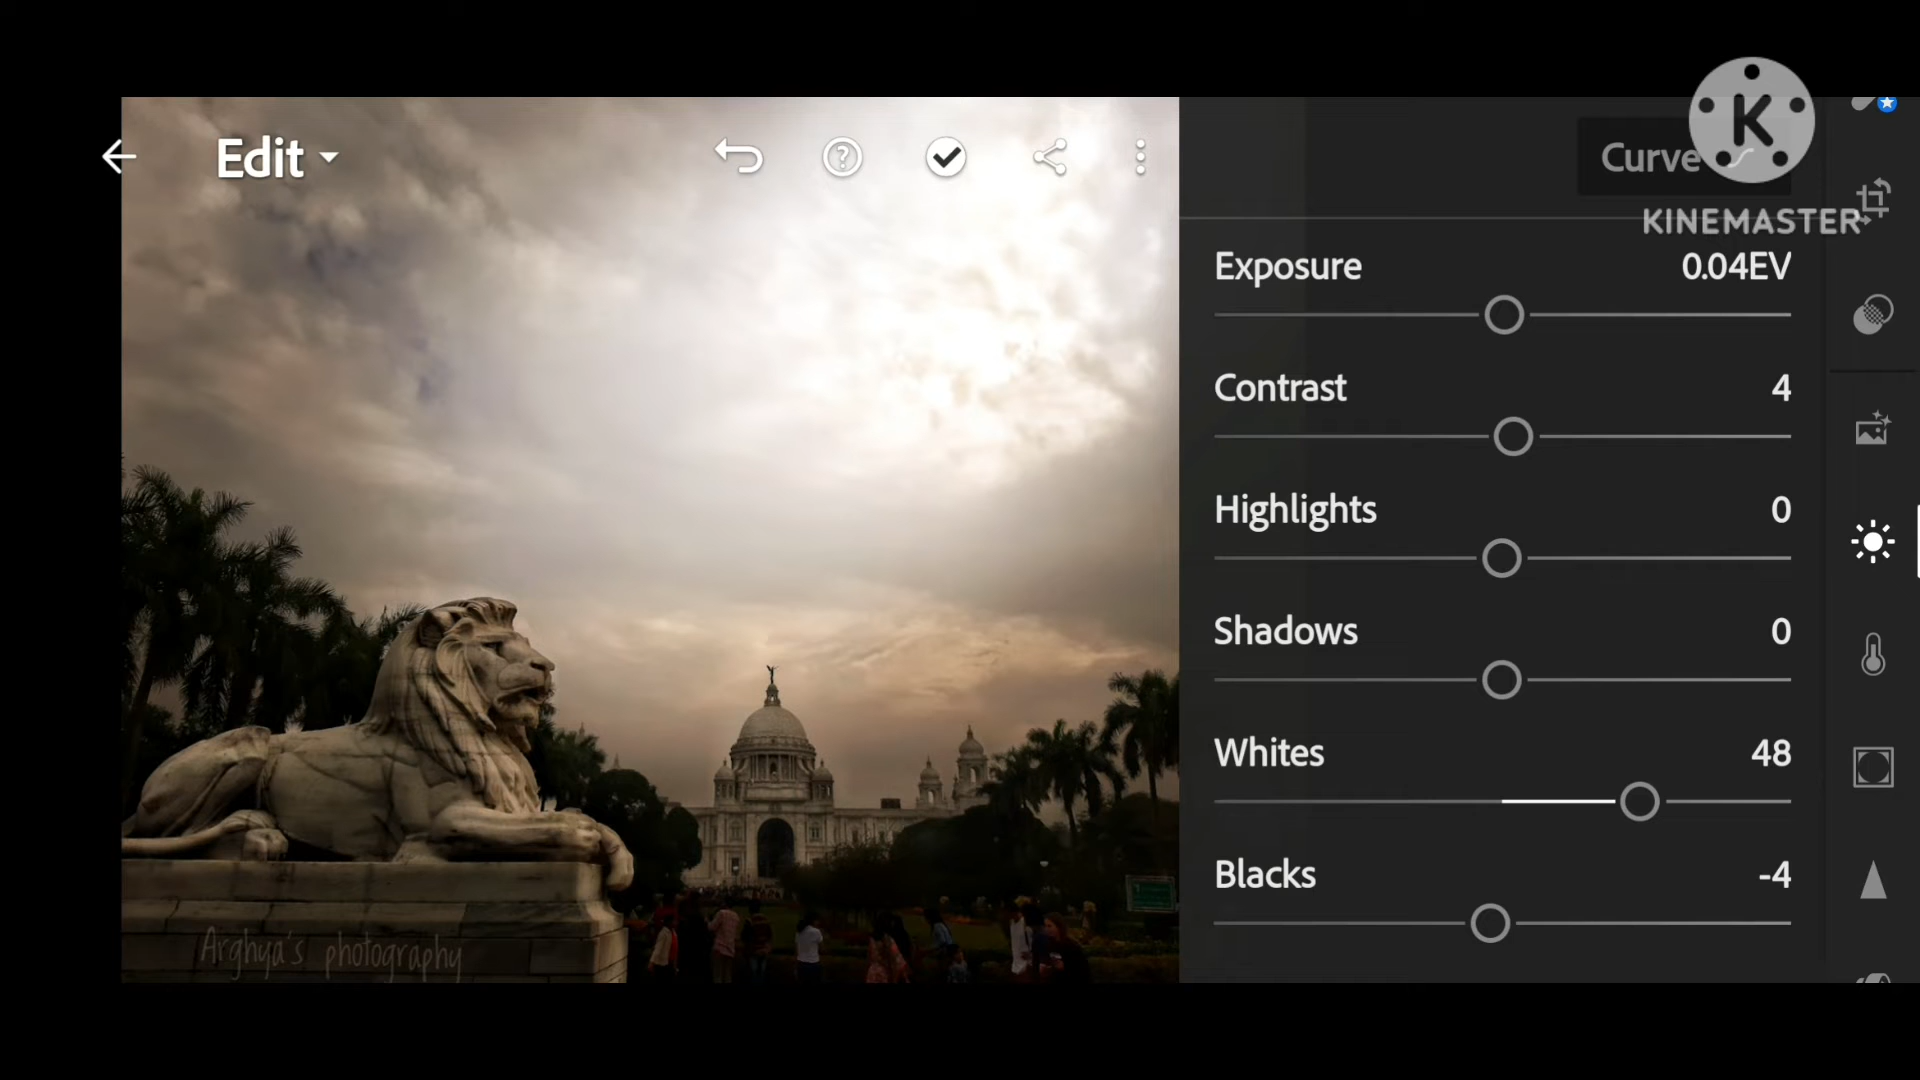 Edit
Curve
KINEMASTER
Exposure 0.04EV
Contrast 4
Highlights 0
Shadows 0
Whites 48
Blacks -4
Arghya's photography